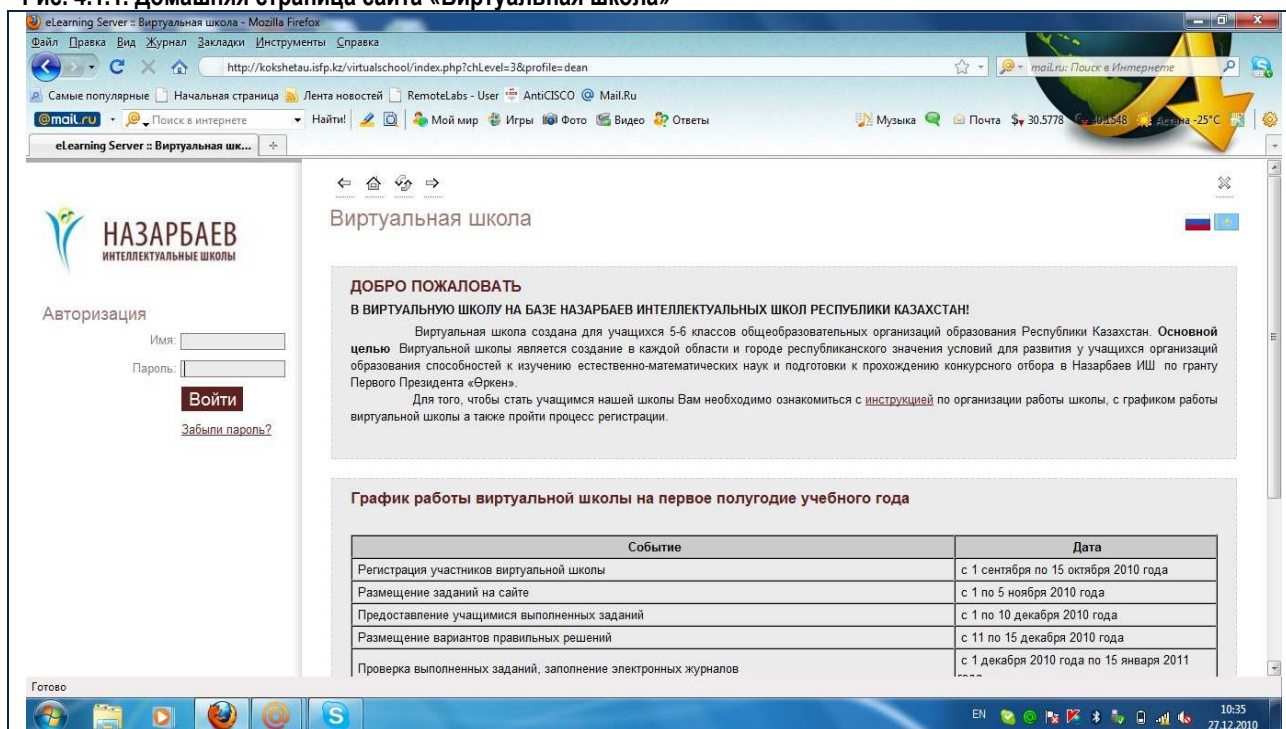 Рис. 4.1.1. Домашняя страница сайта «Виртуальная школа»
eLearning Server :: Виртуальная школа - Mozilla Firefox
Файл Правка Вид Журнал Закладки Инструменты Справка
http://kokshetau.isfp.kz/virtualschool/index.php?chLevel=3&profile=dean
mail.ru: Поиск в Интернете
Самые популярные Начальная страница Лента новостей RemoteLabs - User AntiCISCO Mail.Ru
@mail.ru Поиск в интернете Найти! Мой мир Игры Фото Видео Ответы Музыка Почта $ 30.5778 Астана -25°C
eLearning Server :: Виртуальная шк...
Виртуальная школа
НАЗАРБАЕВ
ИНТЕЛЛЕКТУАЛЬНЫЕ ШКОЛЫ
Авторизация
Имя:
Пароль:
Войти
Забыли пароль?
ДОБРО ПОЖАЛОВАТЬ
В ВИРТУАЛЬНУЮ ШКОЛУ НА БАЗЕ НАЗАРБАЕВ ИНТЕЛЛЕКТУАЛЬНЫХ ШКОЛ РЕСПУБЛИКИ КАЗАХСТАН!
Виртуальная школа создана для учащихся 5-6 классов общеобразовательных организаций образования Республики Казахстан. Основной
целью Виртуальной школы является создание в каждой области и городе республиканского значения условий для развития у учащихся организаций
образования способностей к изучению естественно-математических наук и подготовки к прохождению конкурсного отбора в Назарбаев ИШ по гранту
Первого Президента «Өркен».
Для того, чтобы стать учащимся нашей школы Вам необходимо ознакомиться с инструкцией по организации работы школы, с графиком работы
виртуальной школы а также пройти процесс регистрации.
График работы виртуальной школы на первое полугодие учебного года
Событие Дата
Регистрация участников виртуальной школы с 1 сентября по 15 октября 2010 года
Размещение заданий на сайте с 1 по 5 ноября 2010 года
Предоставление учащимися выполненных заданий с 1 по 10 декабря 2010 года
Размещение вариантов правильных решений с 11 по 15 декабря 2010 года
Проверка выполненных заданий, заполнение электронных журналов с 1 декабря 2010 года по 15 января 2011
года
Готово
EN 10:35
27.12.2010